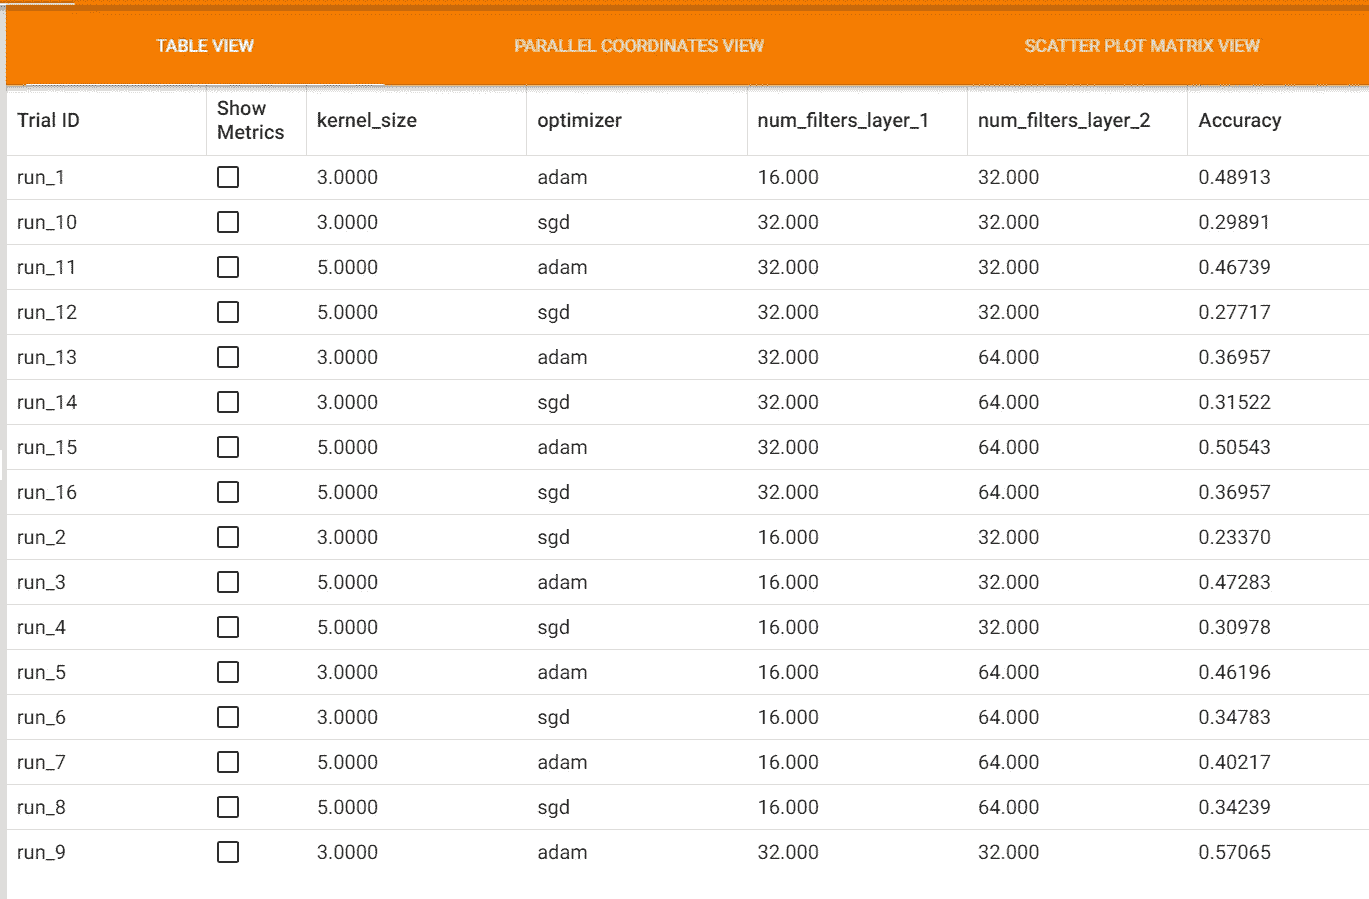 TABLE VIEW PARALLEL COORDINATES VIEW SCATTER PLOT MATRIX VIEW
Trial ID Show Metrics kernel_size optimizer num_filters_layer_1 num_filters_layer_2 Accuracy
run_1 3.0000 adam 16.000 32.000 0.48913
run_10 3.0000 sgd 32.000 32.000 0.29891
run_11 5.0000 adam 32.000 32.000 0.46739
run_12 5.0000 sgd 32.000 32.000 0.27717
run_13 3.0000 adam 32.000 64.000 0.36957
run_14 3.0000 sgd 32.000 64.000 0.31522
run_15 5.0000 adam 32.000 64.000 0.50543
run_16 5.0000 sgd 32.000 64.000 0.36957
run_2 3.0000 sgd 16.000 32.000 0.23370
run_3 5.0000 adam 16.000 32.000 0.47283
run_4 5.0000 sgd 16.000 32.000 0.30978
run_5 3.0000 adam 16.000 64.000 0.46196
run_6 3.0000 sgd 16.000 64.000 0.34783
run_7 5.0000 adam 16.000 64.000 0.40217
run_8 5.0000 sgd 16.000 64.000 0.34239
run_9 3.0000 adam 32.000 32.000 0.57065